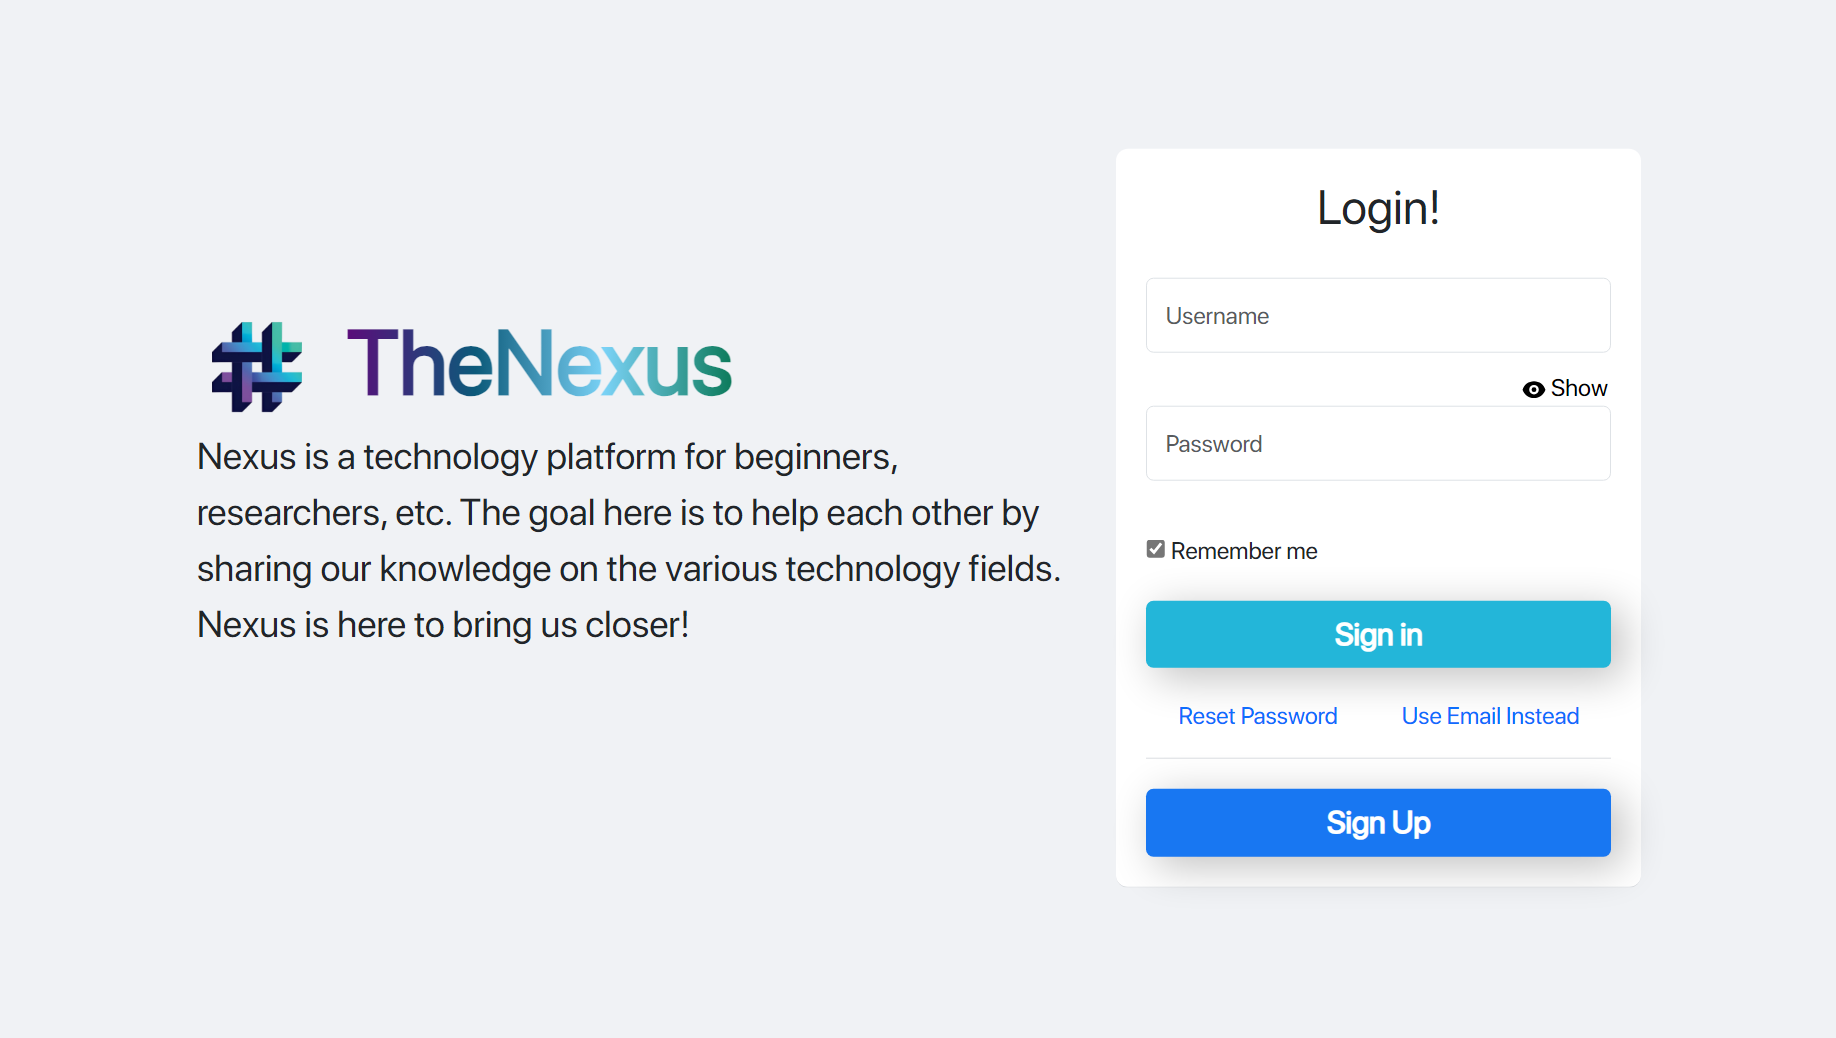 TheNexus
Nexus is a technology platform for beginners,
researchers, etc. The goal here is to help each other by
sharing our knowledge on the various technology fields.
Nexus is here to bring us closer!
Login!
Username
Show
Password
Remember me
Sign in
Reset Password
Use Email Instead
Sign Up